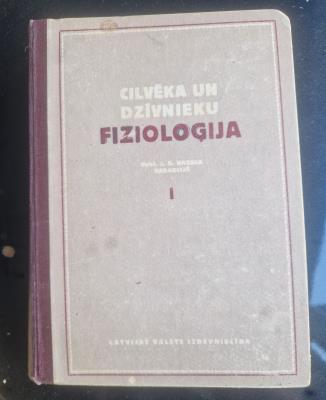 CILVĒKA UN
DZĪVNIEKU
FIZIOLOĢIJA
REDAKCIJĀ
I
LATVIJAS VALSTS IZDEVNIECĪBA